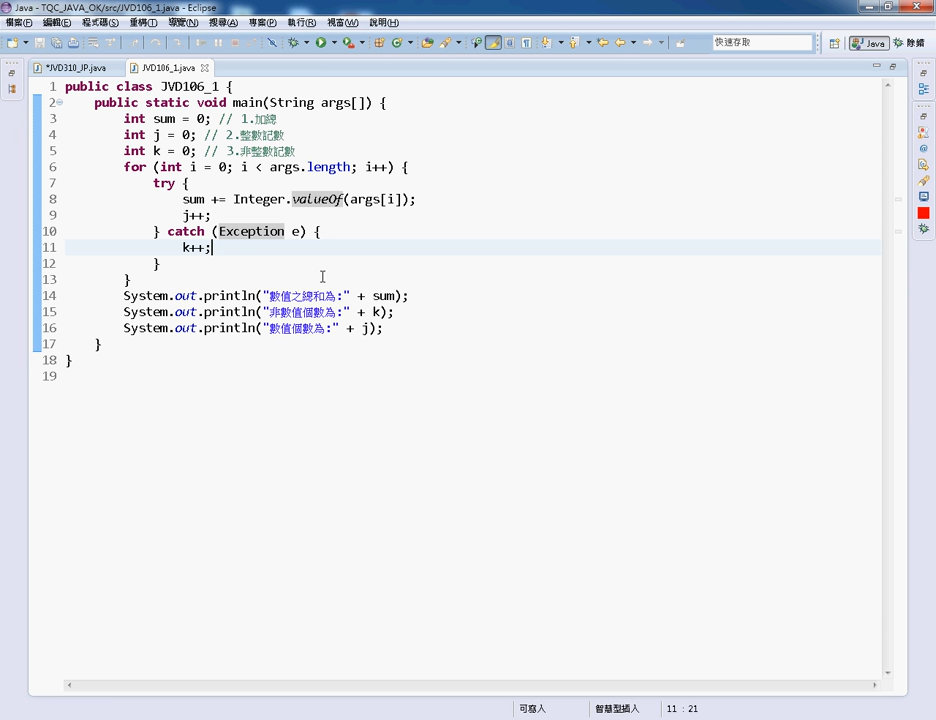 Java - TQC_JAVA_OK/src/JVD106_1.java - Eclipse
檔案(F) 編輯(E) 程式碼(S) 重構(T) 導覽(N) 搜尋(A) 專案(P) 執行(R) 視窗(W) 說明(H)
快速存取 Java 除錯
*JVD310_JP.java JVD106_1.java
1 public class JVD106_1 {
2 public static void main(String args[]) {
3 int sum = 0; // 1.加總
4 int j = 0; // 2.整數記數
5 int k = 0; // 3.非整數記數
6 for (int i = 0; i < args.length; i++) {
7 try {
8 sum += Integer.valueOf(args[i]);
9 j++;
10 } catch (Exception e) {
11 k++;
12 }
13 }
14 System.out.println("數值之總和為:" + sum);
15 System.out.println("非數值個數為:" + k);
16 System.out.println("數值個數為:" + j);
17 }
18 }
19
可寫入 智慧型插入 11 : 21